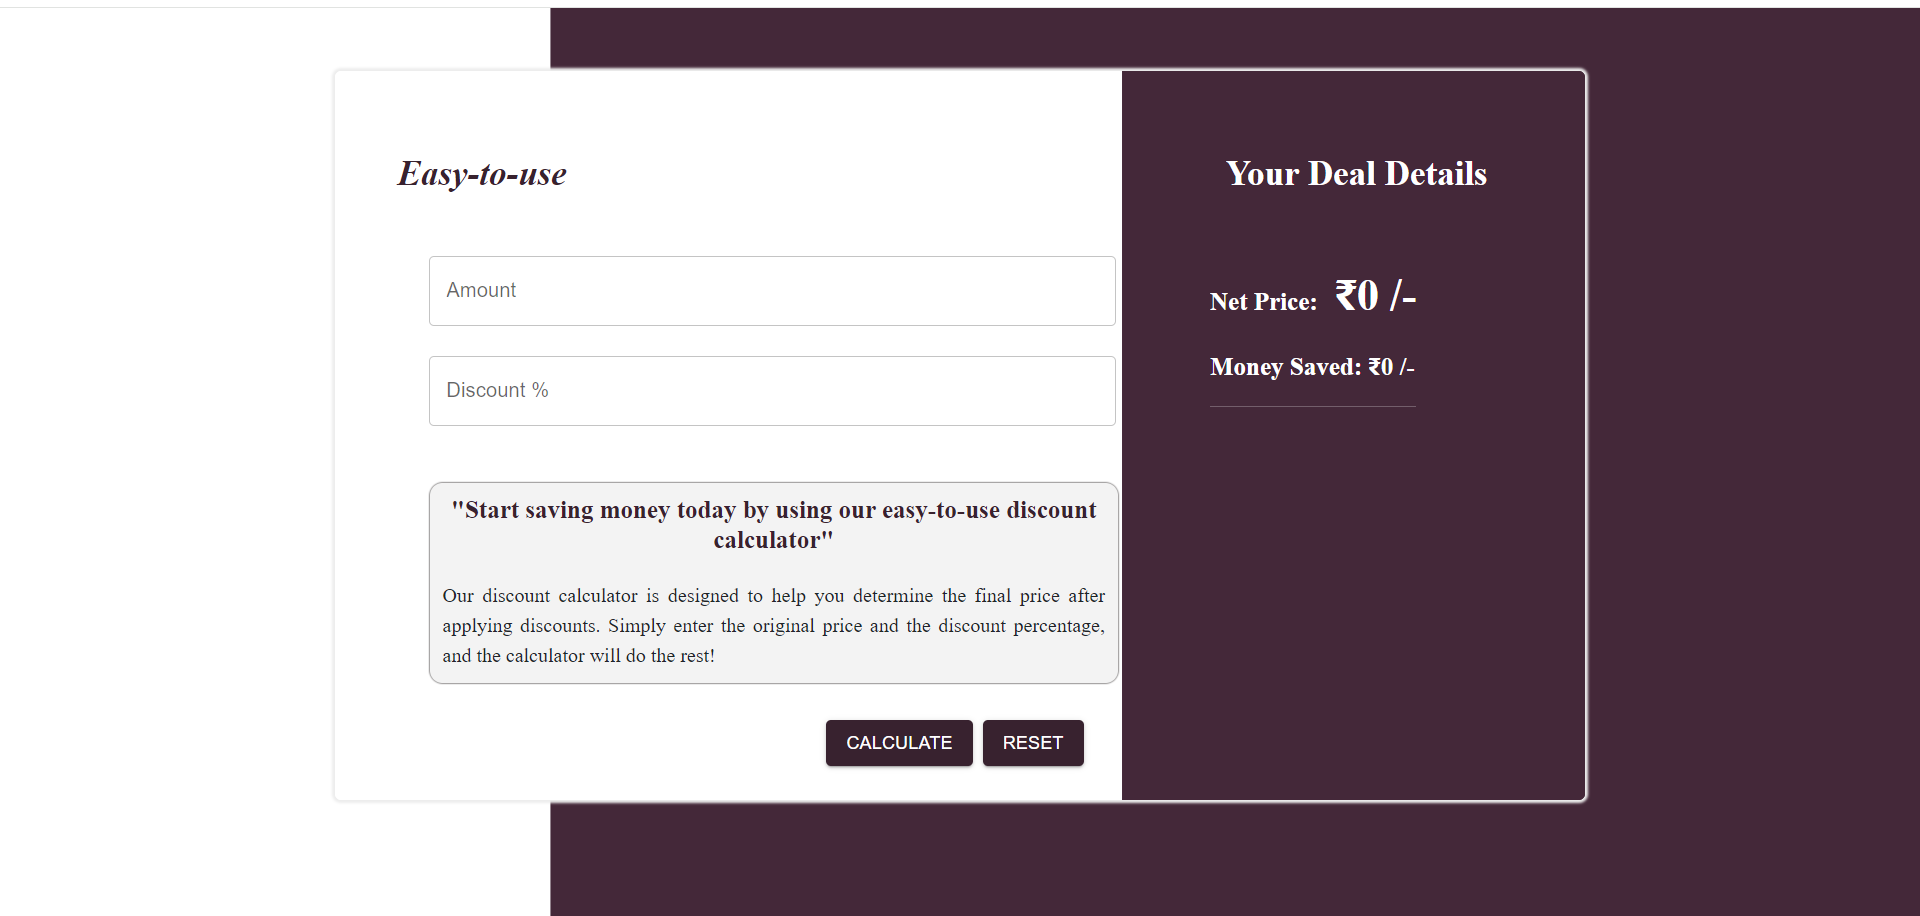 Easy-to-use
Amount
Discount %
"Start saving money today by using our easy-to-use discount
calculator"
Our discount calculator is designed to help you determine the final price after
applying discounts. Simply enter the original price and the discount percentage,
and the calculator will do the rest!
CALCULATE RESET
Your Deal Details
Net Price: ₹0 /-
Money Saved: ₹0 /-